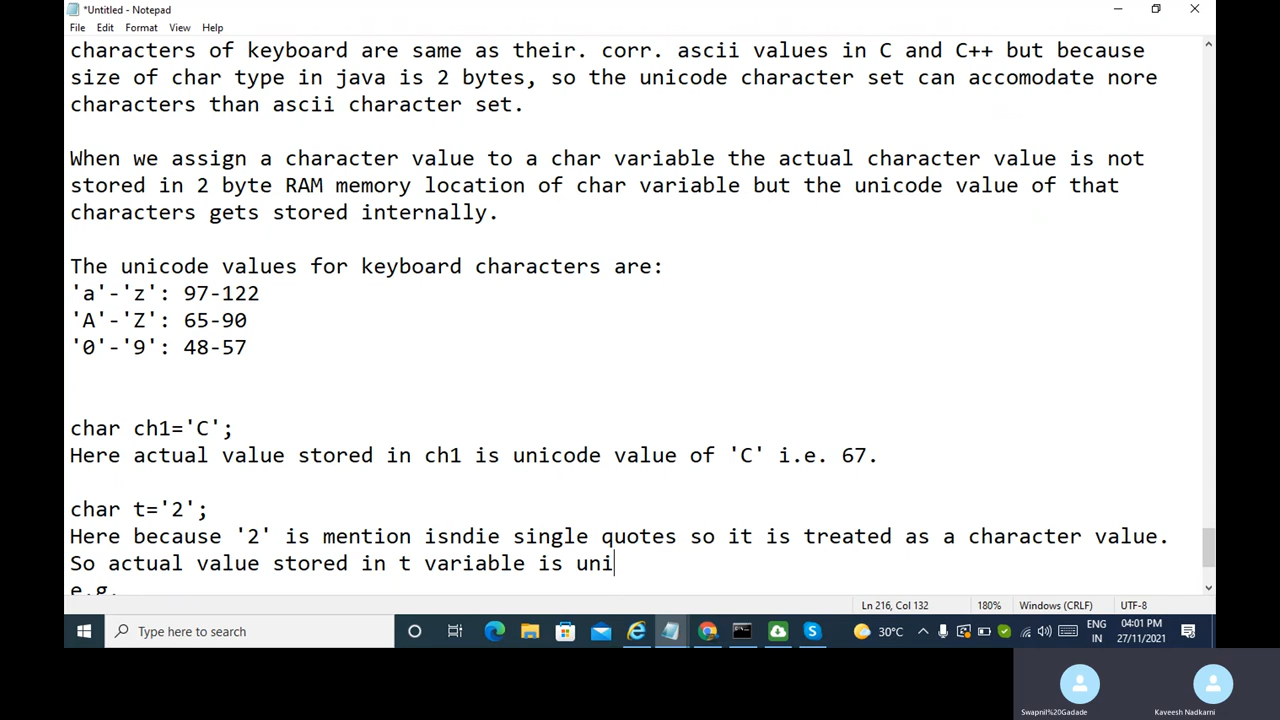 *Untitled - Notepad
File Edit Format View Help
characters of keyboard are same as their. corr. ascii values in C and C++ but because
size of char type in java is 2 bytes, so the unicode character set can accomodate nore
characters than ascii character set.
When we assign a character value to a char variable the actual character value is not
stored in 2 byte RAM memory location of char variable but the unicode value of that
characters gets stored internally.
The unicode values for keyboard characters are:
'a'-'z': 97-122
'A'-'Z': 65-90
'0'-'9': 48-57
char ch1='C';
Here actual value stored in ch1 is unicode value of 'C' i.e. 67.
char t='2';
Here because '2' is mention isndie single quotes so it is treated as a character value.
So actual value stored in t variable is uni
e.g.
Ln 216, Col 132 180% Windows (CRLF) UTF-8
Type here to search 30°C ENG 04:01 PM
IN 27/11/2021
Swapnil%20Gadade Kaveesh Nadkarni